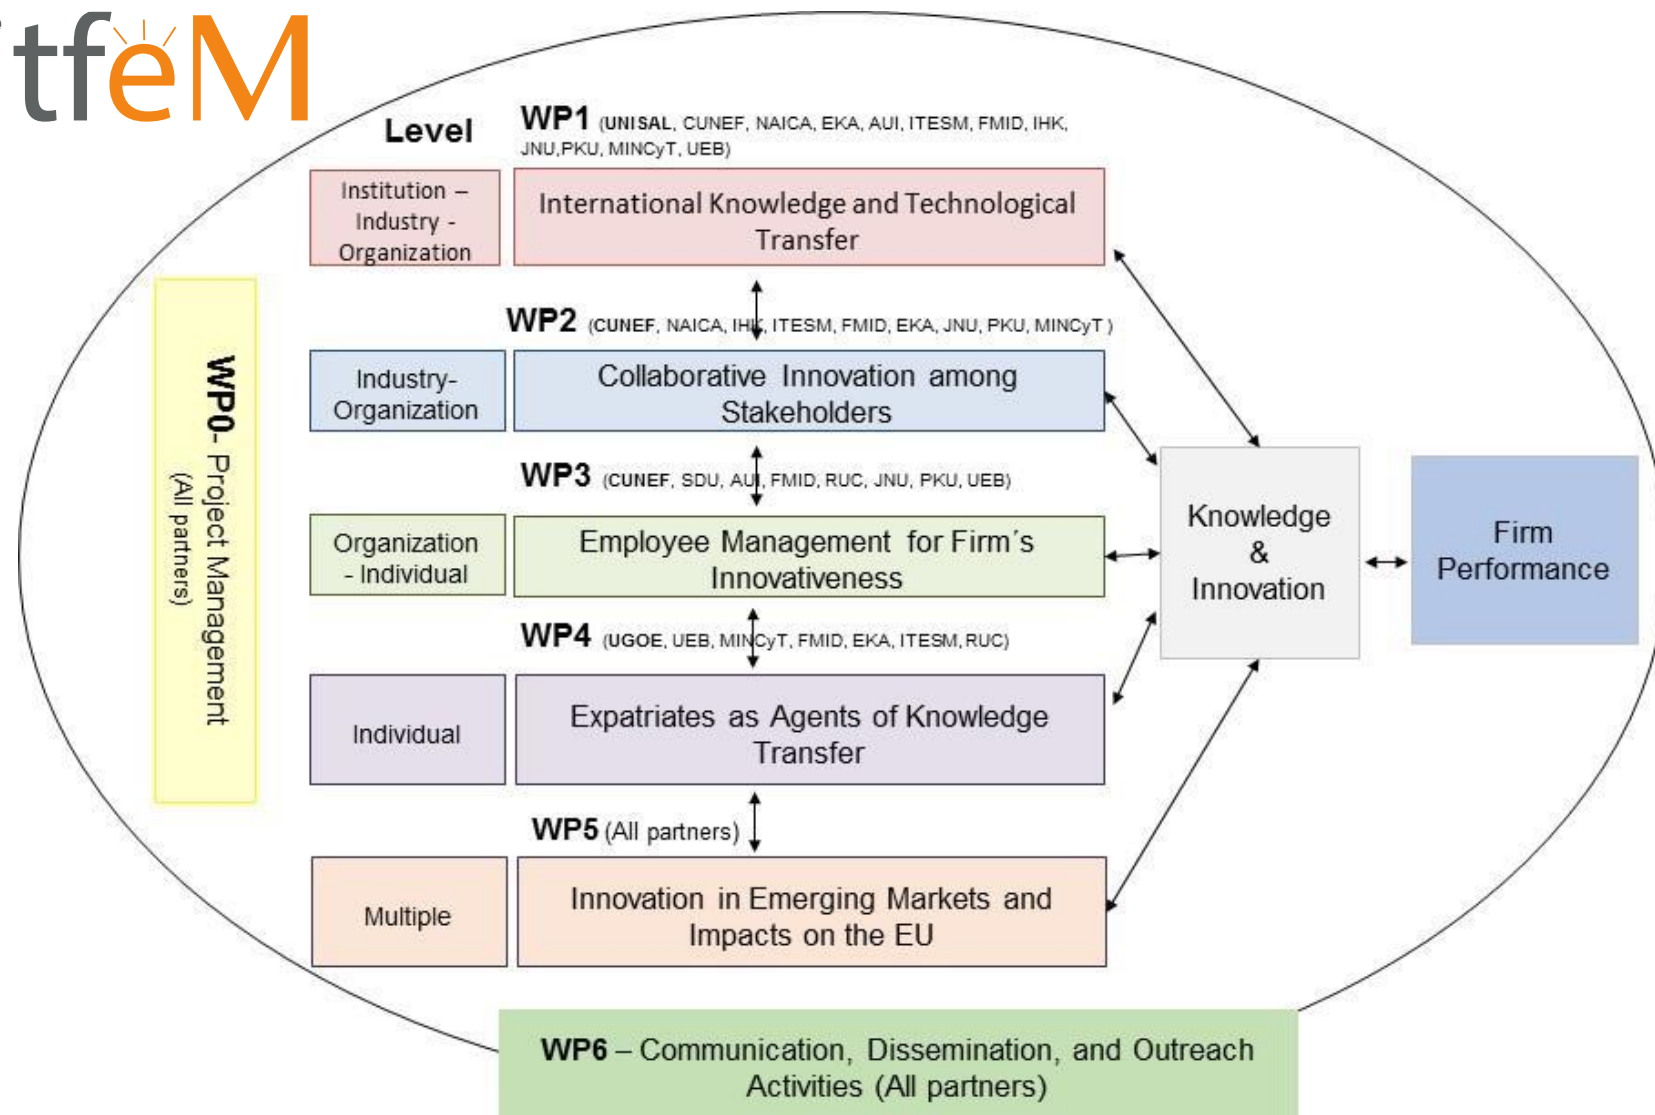 itfeM
Level
WP1 (UNISAL, CUNEF, NAICA, EKA, AUI, ITESM, FMID, IHK,
JNU,PKU, MINCyT, UEB)
Institution –
Industry -
Organization
International Knowledge and Technological
Transfer
WP2 (CUNEF, NAICA, IHK, ITESM, FMID, EKA, JNU, PKU, MINCyT )
Industry-
Organization
Collaborative Innovation among
Stakeholders
WP3 (CUNEF, SDU, AUI, FMID, RUC, JNU, PKU, UEB)
Organization
- Individual
Employee Management for Firm´s
Innovativeness
WP4 (UGOE, UEB, MINCyT, FMID, EKA, ITESM, RUC)
Individual
Expatriates as Agents of Knowledge
Transfer
WP5 (All partners)
Multiple
Innovation in Emerging Markets and
Impacts on the EU
WP0- Project Management
(All partners)
Knowledge
&
Innovation
Firm
Performance
WP6 – Communication, Dissemination, and Outreach
Activities (All partners)